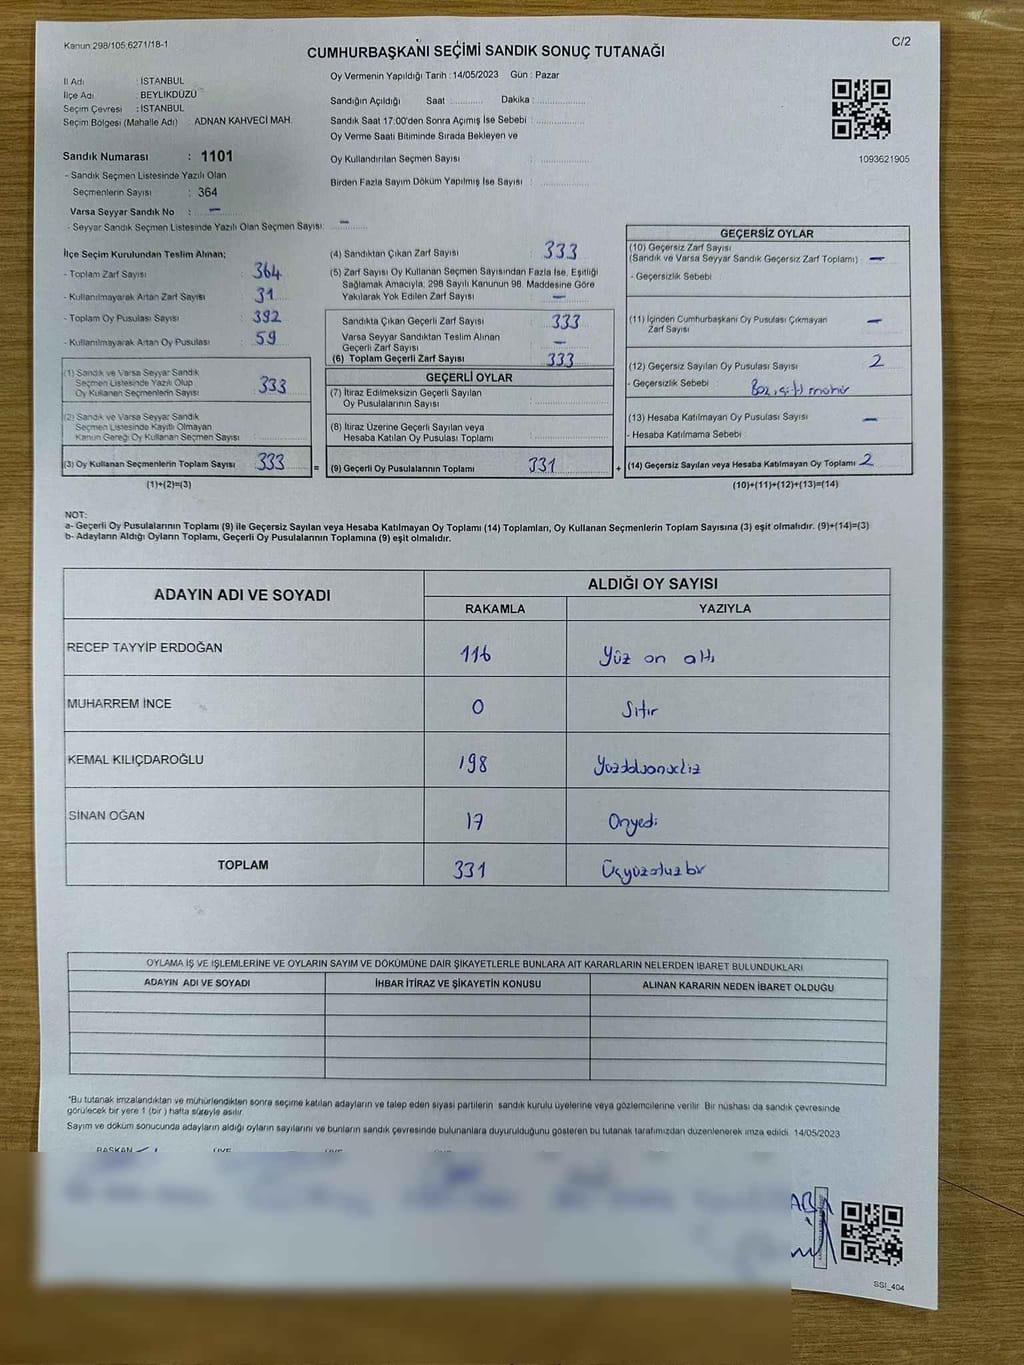 Kanun 298/105,6271/18-1
C/2
CUMHURBAŞKANI SEÇİMİ SANDIK SONUÇ TUTANAĞI
İl Adı : İSTANBUL
İlçe Adı : BEYLİKDÜZÜ
Seçim Çevresi : İSTANBUL
Seçim Bölgesi (Mahalle Adı) : ADNAN KAHVECİ MAH.
Sandık Numarası : 1101
- Sandık Seçmen Listesinde Yazılı Olan
Seçmenlerin Sayısı : 364
Varsa Seyyar Sandık No : –
- Seyyar Sandık Seçmen Listesinde Yazılı Olan Seçmen Sayısı: –
Oy Vermenin Yapıldığı Tarih : 14/05/2023 Gün : Pazar
Sandığın Açıldığı Saat : Dakika :
Sandık Saat 17:00'den Sonra Açımış İse Sebebi :
Oy Verme Saati Bitiminde Sırada Bekleyen ve
Oy Kullandırılan Seçmen Sayısı :
Birden Fazla Sayım Döküm Yapılmış İse Sayısı :
1093621905
İlçe Seçim Kurulundan Teslim Alınan;
- Toplam Zarf Sayısı : 364
- Kullanılmayarak Artan Zarf Sayısı : 31
- Toplam Oy Pusulası Sayısı : 392
- Kullanılmayarak Artan Oy Pusulası : 59
(1) Sandık ve Varsa Seyyar Sandık
Seçmen Listesinde Yazılı Olup
Oy Kullanan Seçmenlerin Sayısı : 333
(2) Sandık ve Varsa Seyyar Sandık
Seçmen Listesinde Kayıtlı Olmayan
Kanun Gereği Oy Kullanan Seçmen Sayısı :
(3) Oy Kullanan Seçmenlerin Toplam Sayısı : 333
(1)+(2)=(3)
(4) Sandıktan Çıkan Zarf Sayısı : 333
(5) Zarf Sayısı Oy Kullanan Seçmen Sayısından Fazla İse, Eşitliği
Sağlamak Amacıyla, 298 Sayılı Kanunun 98. Maddesine Göre
Yakılarak Yok Edilen Zarf Sayısı : –
Sandıkta Çıkan Geçerli Zarf Sayısı : 333
Varsa Seyyar Sandıktan Teslim Alınan
Geçerli Zarf Sayısı : –
(6) Toplam Geçerli Zarf Sayısı : 333
GEÇERLİ OYLAR
(7) İtiraz Edilmeksizin Geçerli Sayılan
Oy Pusulalarının Sayısı :
(8) İtiraz Üzerine Geçerli Sayılan veya
Hesaba Katılan Oy Pusulası Toplamı :
= (9) Geçerli Oy Pusulalarının Toplamı : 331 +
GEÇERSİZ OYLAR
(10) Geçersiz Zarf Sayısı
(Sandık ve Varsa Seyyar Sandık Geçersiz Zarf Toplamı) : –
- Geçersizlik Sebebi :
(11) İçinden Cumhurbaşkanı Oy Pusulası Çıkmayan
Zarf Sayısı : –
(12) Geçersiz Sayılan Oy Pusulası Sayısı : 2
- Geçersizlik Sebebi : mühür
(13) Hesaba Katılmayan Oy Pusulası Sayısı : –
- Hesaba Katılmama Sebebi :
(14) Geçersiz Sayılan veya Hesaba Katılmayan Oy Toplamı : 2
(10)+(11)+(12)+(13)=(14)
NOT:
a- Geçerli Oy Pusulalarının Toplamı (9) ile Geçersiz Sayılan veya Hesaba Katılmayan Oy Toplamı (14) Toplamları, Oy Kullanan Seçmenlerin Toplam Sayısına (3) eşit olmalıdır. (9)+(14)=(3)
b- Adayların Aldığı Oyların Toplamı, Geçerli Oy Pusulalarının Toplamına (9) eşit olmalıdır.
ADAYIN ADI VE SOYADI
ALDIĞI OY SAYISI
RAKAMLA YAZIYLA
RECEP TAYYİP ERDOĞAN 116 Yüz on altı
MUHARREM İNCE 0 Sıfır
KEMAL KILIÇDAROĞLU 198
SİNAN OĞAN 17 Onyedi
TOPLAM 331 Üçyüzotuzbir
OYLAMA İŞ VE İŞLEMLERİNE VE OYLARIN SAYIM VE DÖKÜMÜNE DAİR ŞİKAYETLERLE BUNLARA AİT KARARLARIN NELERDEN İBARET BULUNDUKLARI
ADAYIN ADI VE SOYADI İHBAR İTİRAZ VE ŞİKAYETİN KONUSU ALINAN KARARIN NEDEN İBARET OLDUĞU
"Bu tutanak imzalandıktan ve mühürlendikten sonra seçime katılan adayların ve talep eden siyasi partilerin sandık kurulu üyelerine veya gözlemcilerine verilir. Bir nüshası da sandık çevresinde
görülecek bir yere 1 (bir ) hafta süreyle asılır.
Sayım ve döküm sonucunda adayların aldığı oyların sayılarını ve bunların sandık çevresinde bulunanlara duyurulduğunu gösteren bu tutanak tarafımızdan düzenlenerek imza edildi. 14/05/2023
BAŞKAN ÜYE ÜYE
SSI_404